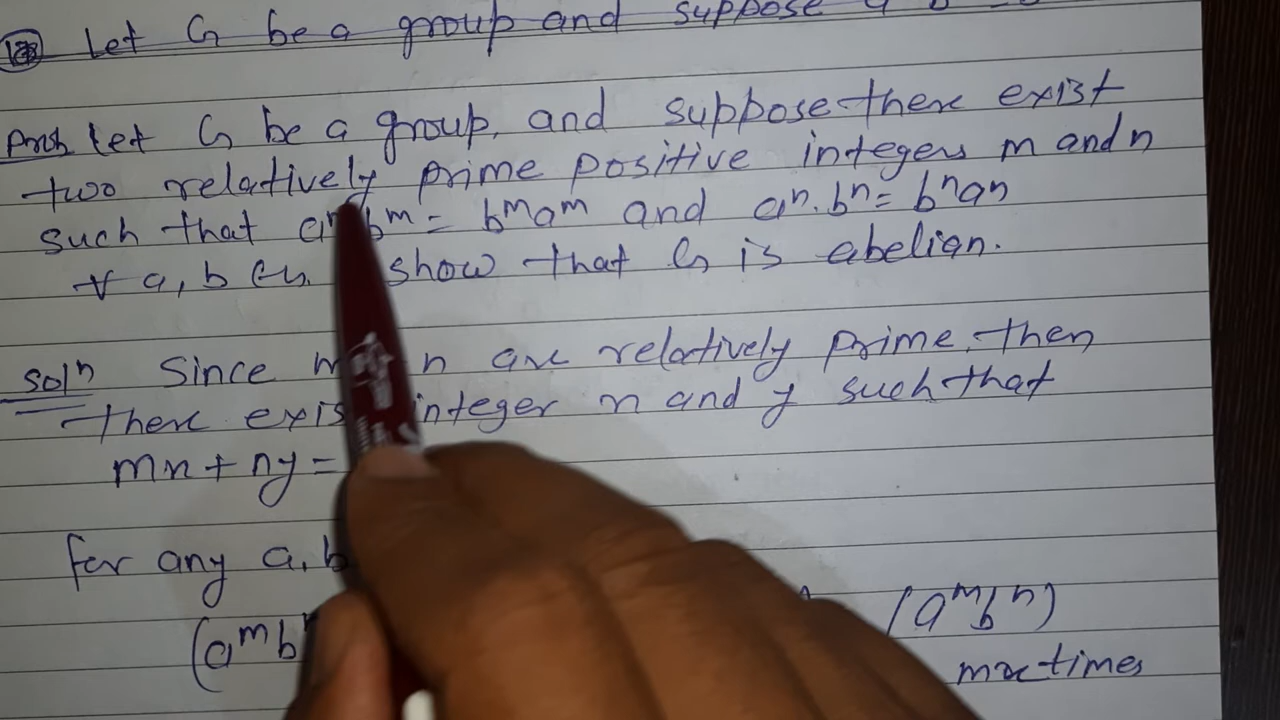 Let G be a group and suppose
Prob Let G be a group, and suppose there exist
two relatively prime positive integers m and n
such that aᵐ bᵐ = bᵐaᵐ and aⁿ.bⁿ = bⁿaⁿ
∀ a, b ∈ G. show that G is abelian.
Solⁿ Since n are relatively prime, then
there integer x and y such that
mx + ny =
for any a, b
(aᵐb
(aᵐbⁿ)
mx times